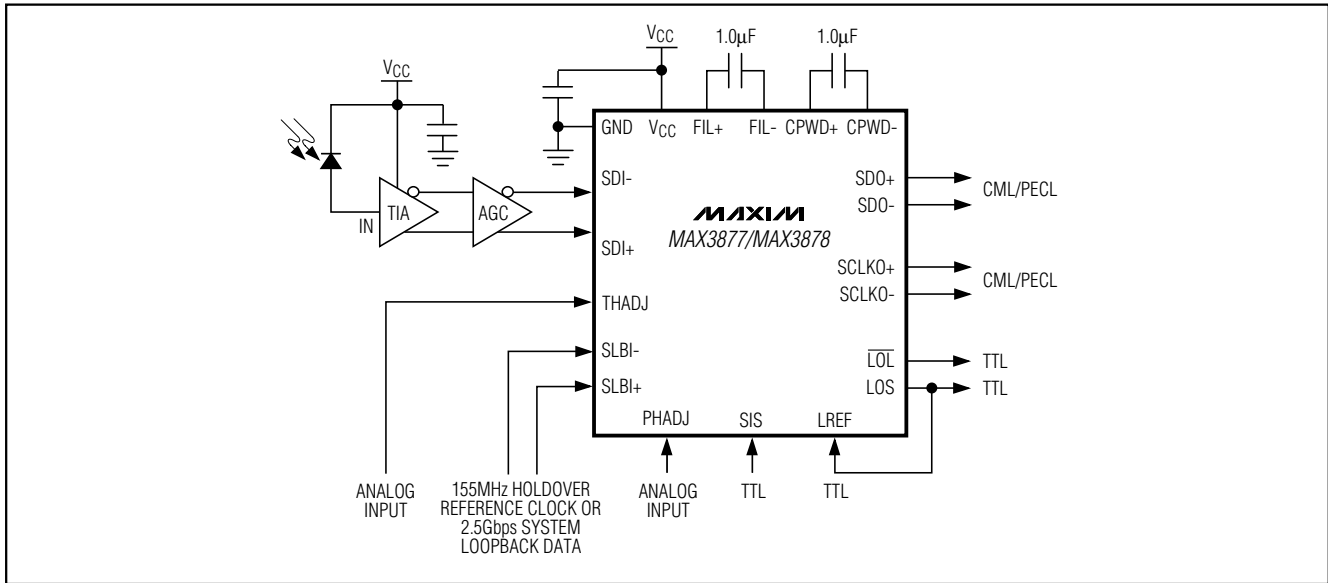 VCC
1.0μF
1.0μF
VCC
GND
VCC
FIL+
FIL-
CPWD+
CPWD-
SDI-
SDO+
CML/PECL
SDO-
TIA
AGC
IN
MAXIM
MAX3877/MAX3878
SDI+
SCLKO+
CML/PECL
SCLKO-
THADJ
SLBI-
LOL
TTL
SLBI+
LOS
TTL
PHADJ
SIS
LREF
ANALOG
INPUT
155MHz HOLDOVER
REFERENCE CLOCK OR
2.5Gbps SYSTEM
LOOPBACK DATA
ANALOG
INPUT
TTL
TTL